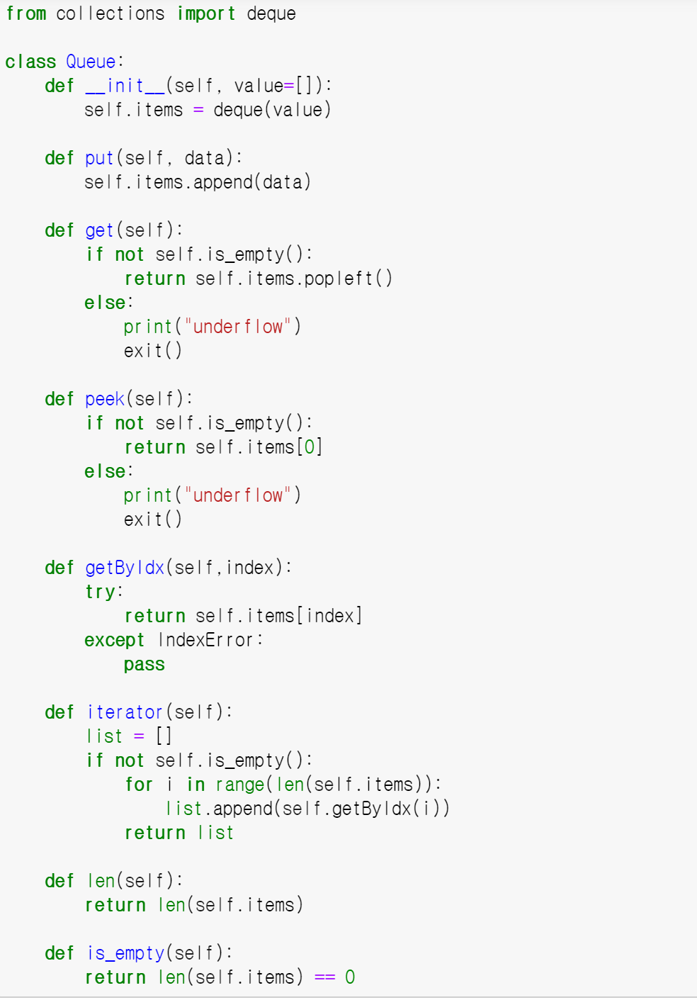 from collections import deque

class Queue:
    def __init__(self, value=[]):
        self.items = deque(value)

    def put(self, data):
        self.items.append(data)

    def get(self):
        if not self.is_empty():
            return self.items.popleft()
        else:
            print("underflow")
            exit()

    def peek(self):
        if not self.is_empty():
            return self.items[0]
        else:
            print("underflow")
            exit()

    def getByIdx(self,index):
        try:
            return self.items[index]
        except IndexError:
            pass

    def iterator(self):
        list = []
        if not self.is_empty():
            for i in range(len(self.items)):
                list.append(self.getByIdx(i))
            return list

    def len(self):
        return len(self.items)

    def is_empty(self):
        return len(self.items) == 0